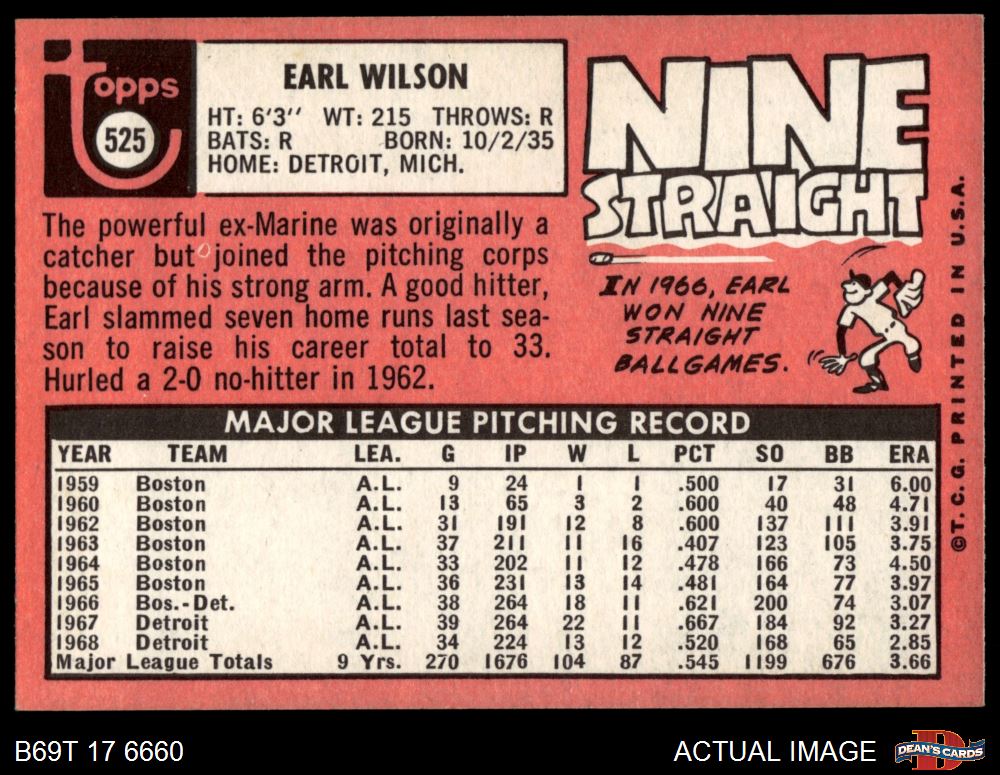 Topps
525
EARL WILSON
HT: 6'3" WT: 215 THROWS: R
BATS: R BORN: 10/2/35
HOME: DETROIT, MICH.
The powerful ex-Marine was originally a
catcher but joined the pitching corps
because of his strong arm. A good hitter,
Earl slammed seven home runs last sea-
son to raise his career total to 33.
Hurled a 2-0 no-hitter in 1962.
NINE
STRAIGHT
IN 1966, EARL
WON NINE
STRAIGHT
BALLGAMES.
©T.C.G. PRINTED IN U.S.A.
MAJOR LEAGUE PITCHING RECORD
YEAR TEAM LEA. G IP W L PCT SO BB ERA
1959 Boston A.L. 9 24 1 1 .500 17 31 6.00
1960 Boston A.L. 13 65 3 2 .600 40 48 4.71
1962 Boston A.L. 31 191 12 8 .600 137 111 3.91
1963 Boston A.L. 37 211 11 16 .407 123 105 3.75
1964 Boston A.L. 33 202 11 12 .478 166 73 4.50
1965 Boston A.L. 36 231 13 14 .481 164 77 3.97
1966 Bos.-Det. A.L. 38 264 18 11 .621 200 74 3.07
1967 Detroit A.L. 39 264 22 11 .667 184 92 3.27
1968 Detroit A.L. 34 224 13 12 .520 168 65 2.85
Major League Totals 9 Yrs. 270 1676 104 87 .545 1199 676 3.66
B69T 17 6660
ACTUAL IMAGE
DEAN'S CARDS